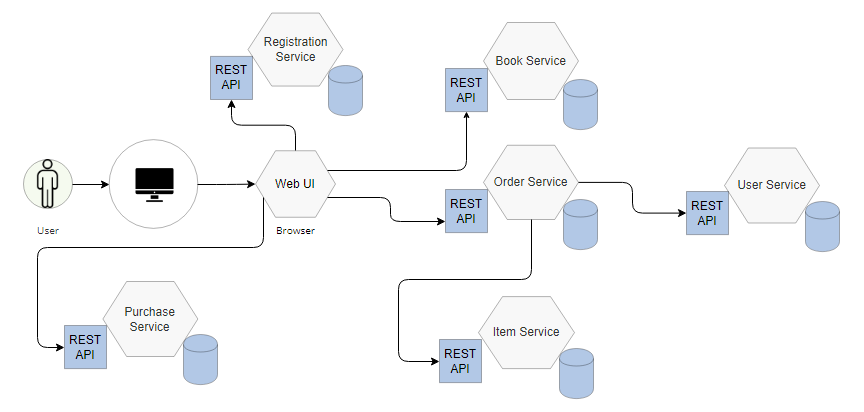 Registration
Service
REST
API
Book Service
REST
API
Web UI
Browser
User
Order Service
REST
API
User Service
REST
API
Purchase
Service
REST
API
Item Service
REST
API